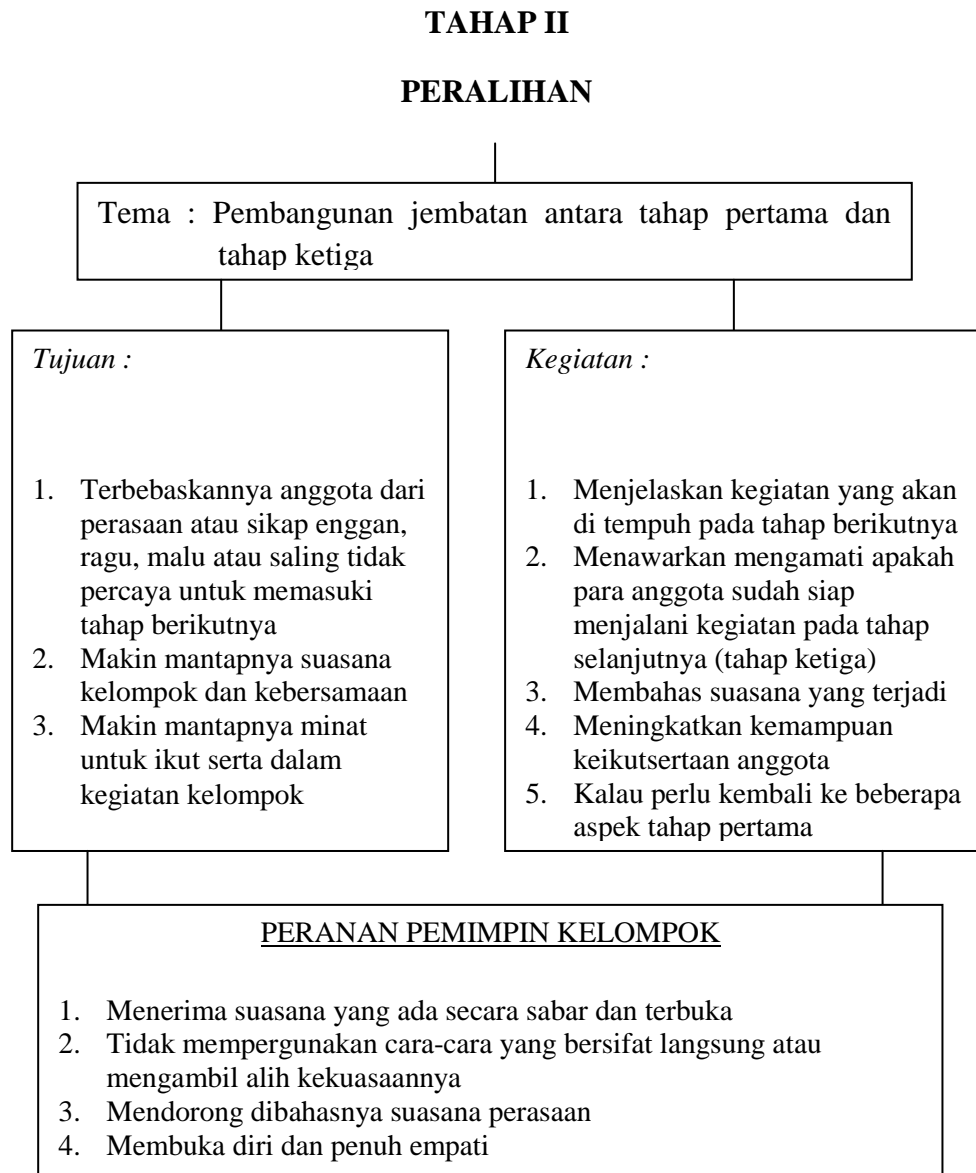 TAHAP II
PERALIHAN
Tema : Pembangunan jembatan antara tahap pertama dan
tahap ketiga
Tujuan :
1. Terbebaskannya anggota dari
perasaan atau sikap enggan,
ragu, malu atau saling tidak
percaya untuk memasuki
tahap berikutnya
2. Makin mantapnya suasana
kelompok dan kebersamaan
3. Makin mantapnya minat
untuk ikut serta dalam
kegiatan kelompok
Kegiatan :
1. Menjelaskan kegiatan yang akan
di tempuh pada tahap berikutnya
2. Menawarkan mengamati apakah
para anggota sudah siap
menjalani kegiatan pada tahap
selanjutnya (tahap ketiga)
3. Membahas suasana yang terjadi
4. Meningkatkan kemampuan
keikutsertaan anggota
5. Kalau perlu kembali ke beberapa
aspek tahap pertama
PERANAN PEMIMPIN KELOMPOK
1. Menerima suasana yang ada secara sabar dan terbuka
2. Tidak mempergunakan cara-cara yang bersifat langsung atau
mengambil alih kekuasaannya
3. Mendorong dibahasnya suasana perasaan
4. Membuka diri dan penuh empati